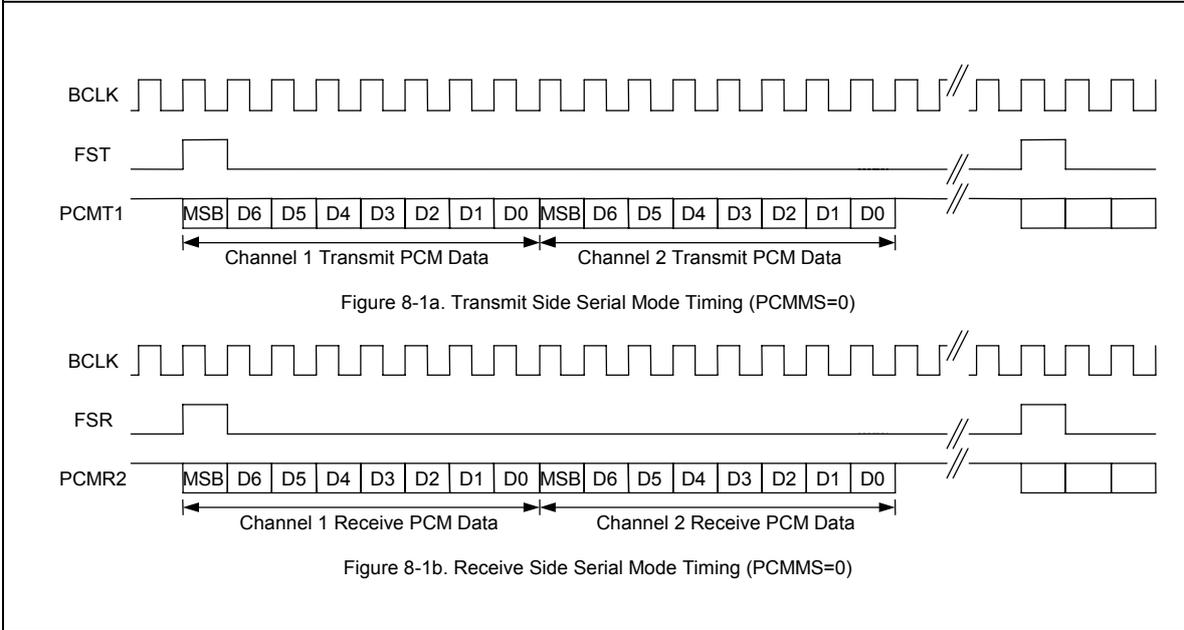 BCLK
FST
PCMT1 MSB D6 D5 D4 D3 D2 D1 D0 MSB D6 D5 D4 D3 D2 D1 D0
Channel 1 Transmit PCM Data Channel 2 Transmit PCM Data
Figure 8-1a. Transmit Side Serial Mode Timing (PCMMS=0)
BCLK
FSR
PCMR2 MSB D6 D5 D4 D3 D2 D1 D0 MSB D6 D5 D4 D3 D2 D1 D0
Channel 1 Receive PCM Data Channel 2 Receive PCM Data
Figure 8-1b. Receive Side Serial Mode Timing (PCMMS=0)